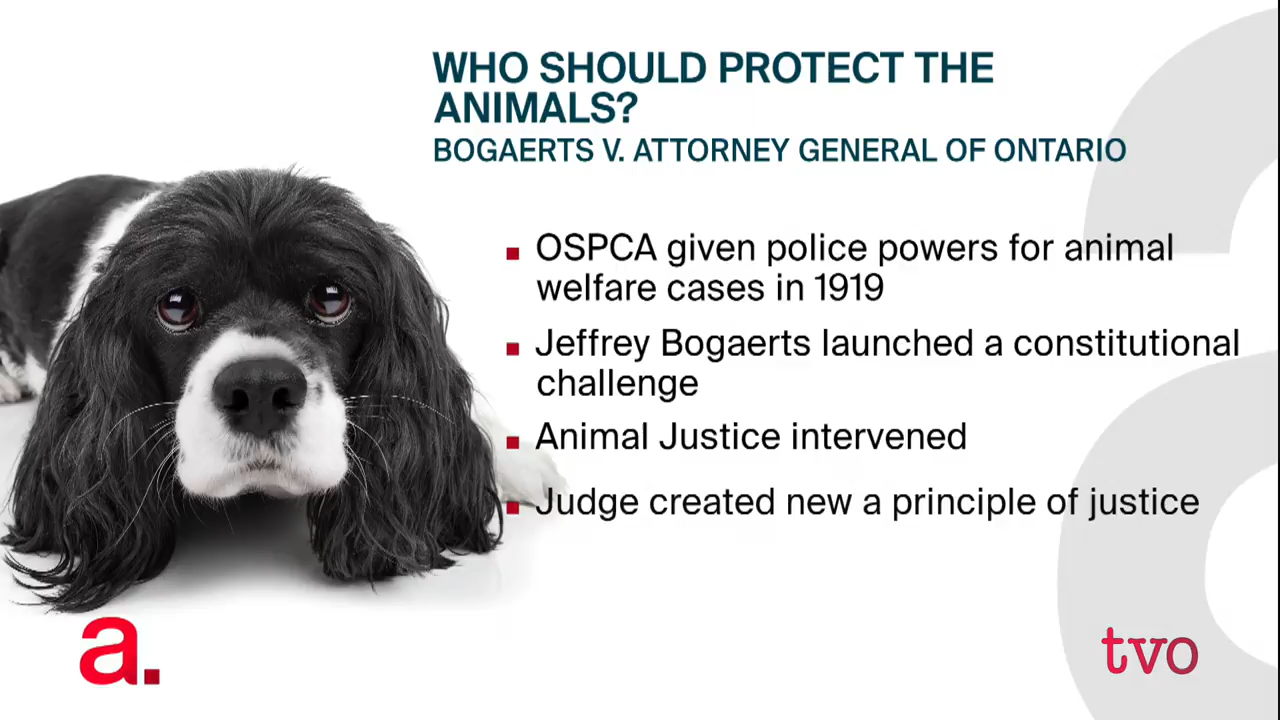 WHO SHOULD PROTECT THE
ANIMALS?
BOGAERTS V. ATTORNEY GENERAL OF ONTARIO
OSPCA given police powers for animal
welfare cases in 1919
Jeffrey Bogaerts launched a constitutional
challenge
Animal Justice intervened
Judge created new a principle of justice
a.
tvo